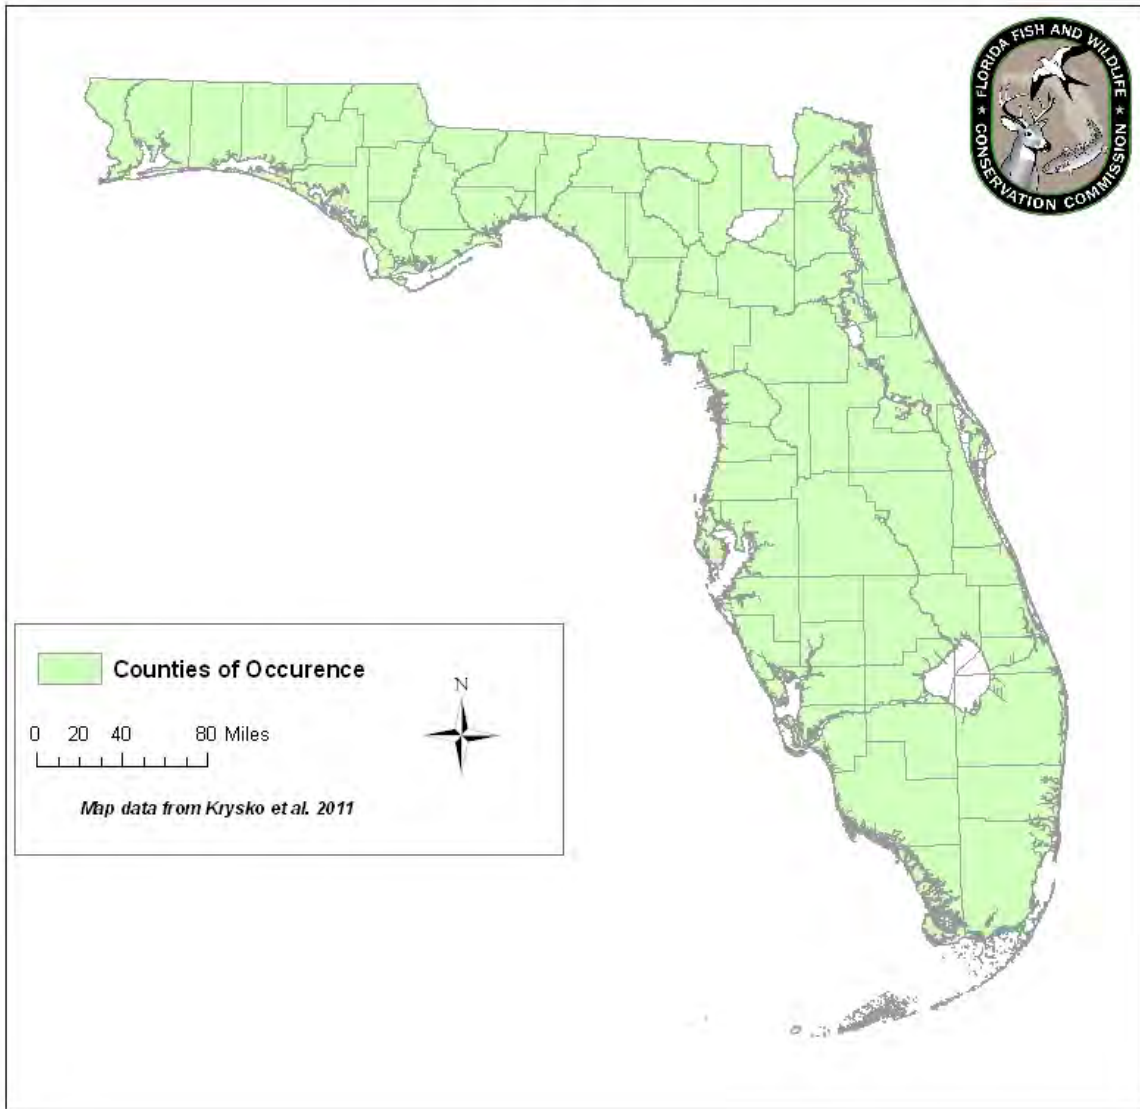 FLORIDA FISH AND WILDLIFE
CONSERVATION COMMISSION
Counties of Occurence
N
0 20 40 80 Miles
Map data from Krysko et al. 2011